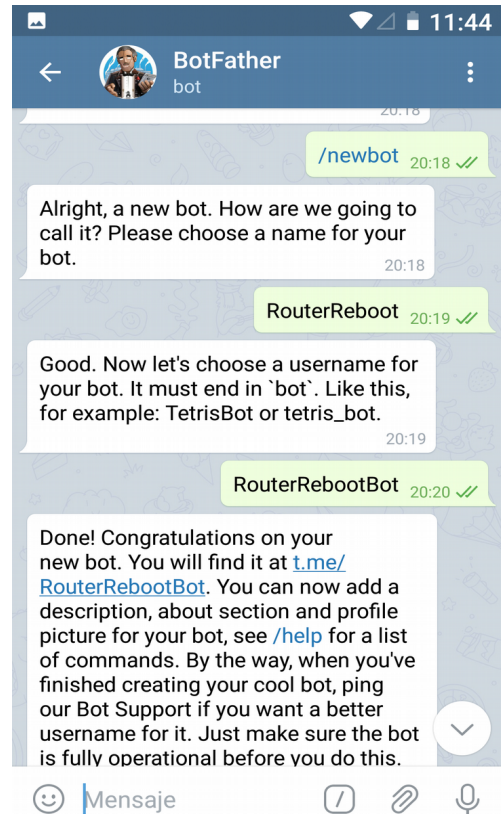 11:44
BotFather
bot
20:18
/newbot 20:18
Alright, a new bot. How are we going to
call it? Please choose a name for your
bot.
20:18
RouterReboot 20:19
Good. Now let's choose a username for
your bot. It must end in `bot`. Like this,
for example: TetrisBot or tetris_bot.
20:19
RouterRebootBot 20:20
Done! Congratulations on your
new bot. You will find it at t.me/
RouterRebootBot. You can now add a
description, about section and profile
picture for your bot, see /help for a list
of commands. By the way, when you've
finished creating your cool bot, ping
our Bot Support if you want a better
username for it. Just make sure the bot
is fully operational before you do this.
Mensaje